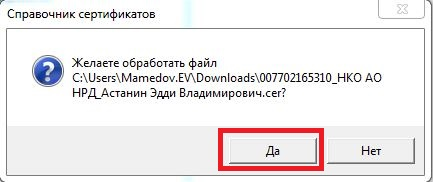 Справочник сертификатов
Желаете обработать файл
C:\Users\Mamedov.EV\Downloads\007702165310_НКО АО
НРД_Астанин Эдди Владимирович.cer?
Да
Нет